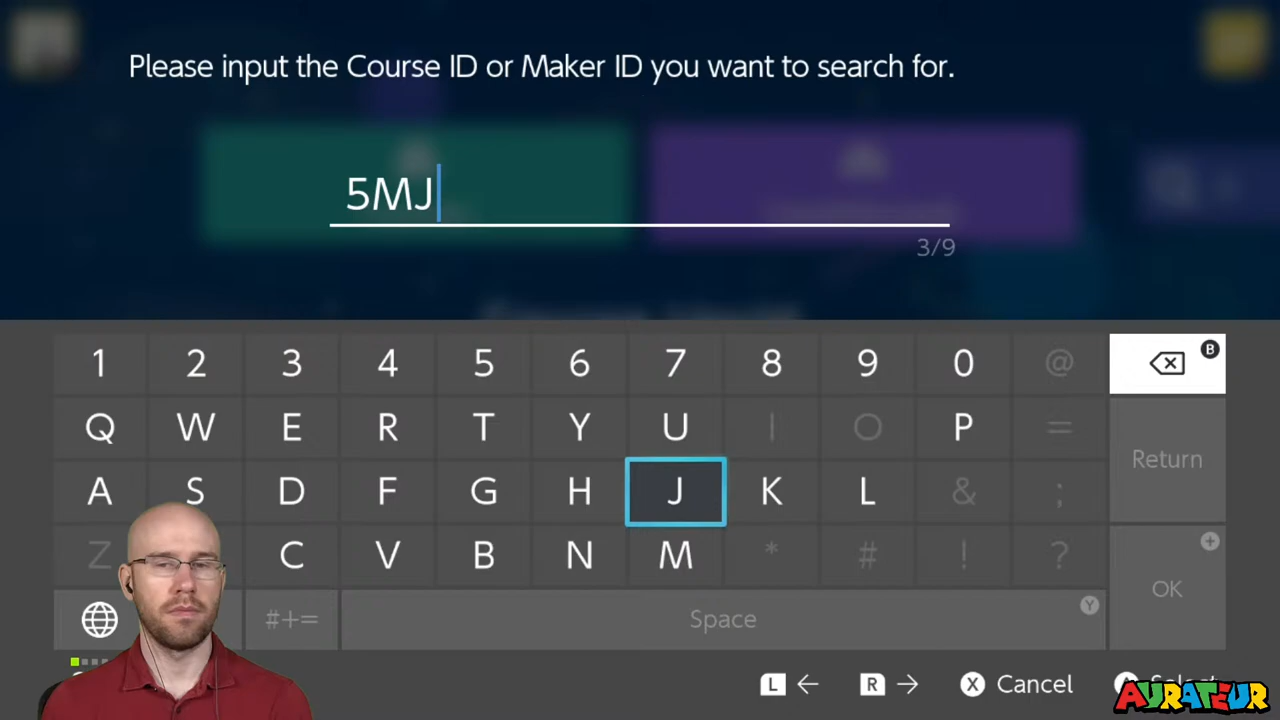 Please input the Course ID or Maker ID you want to search for.
5MJ
3/9
1 2 3 4 5 6 7 8 9 0 @ B
Q W E R T Y U I O P =
Return
A S D F G H J K L & ;
Z C V B N M * # ! ? +
OK
#+= Space Y
L ← R → X Cancel
AURATEUR